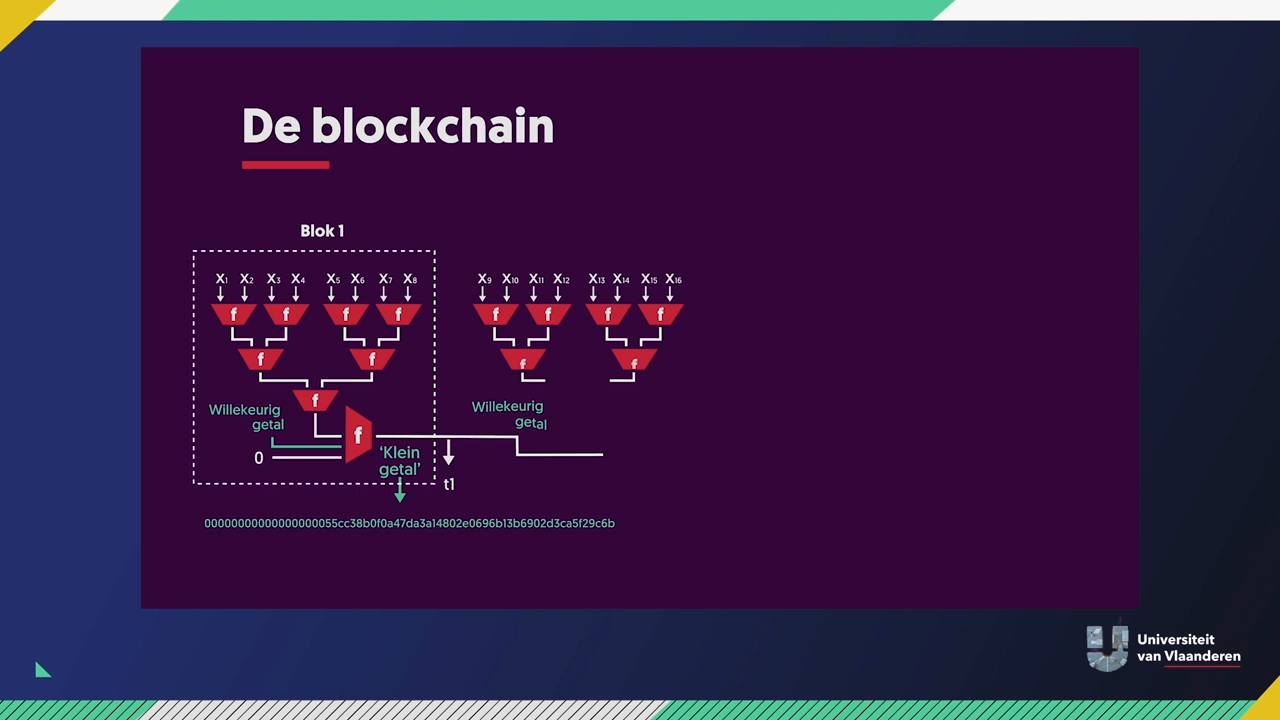 De blockchain
Blok 1
X1 X2 X3 X4 X5 X6 X7 X8 X9 X10 X11 X12 X13 X14 X15 X16
f f f f f f f f
f f f f
f
Willekeurig
getal
Willekeurig
getal
f
0
'Klein
getal'
t1
00000000000000000055cc38b0f0a47da3a14802e0696b13b6902d3ca5f29c6b
Universiteit
van Vlaanderen